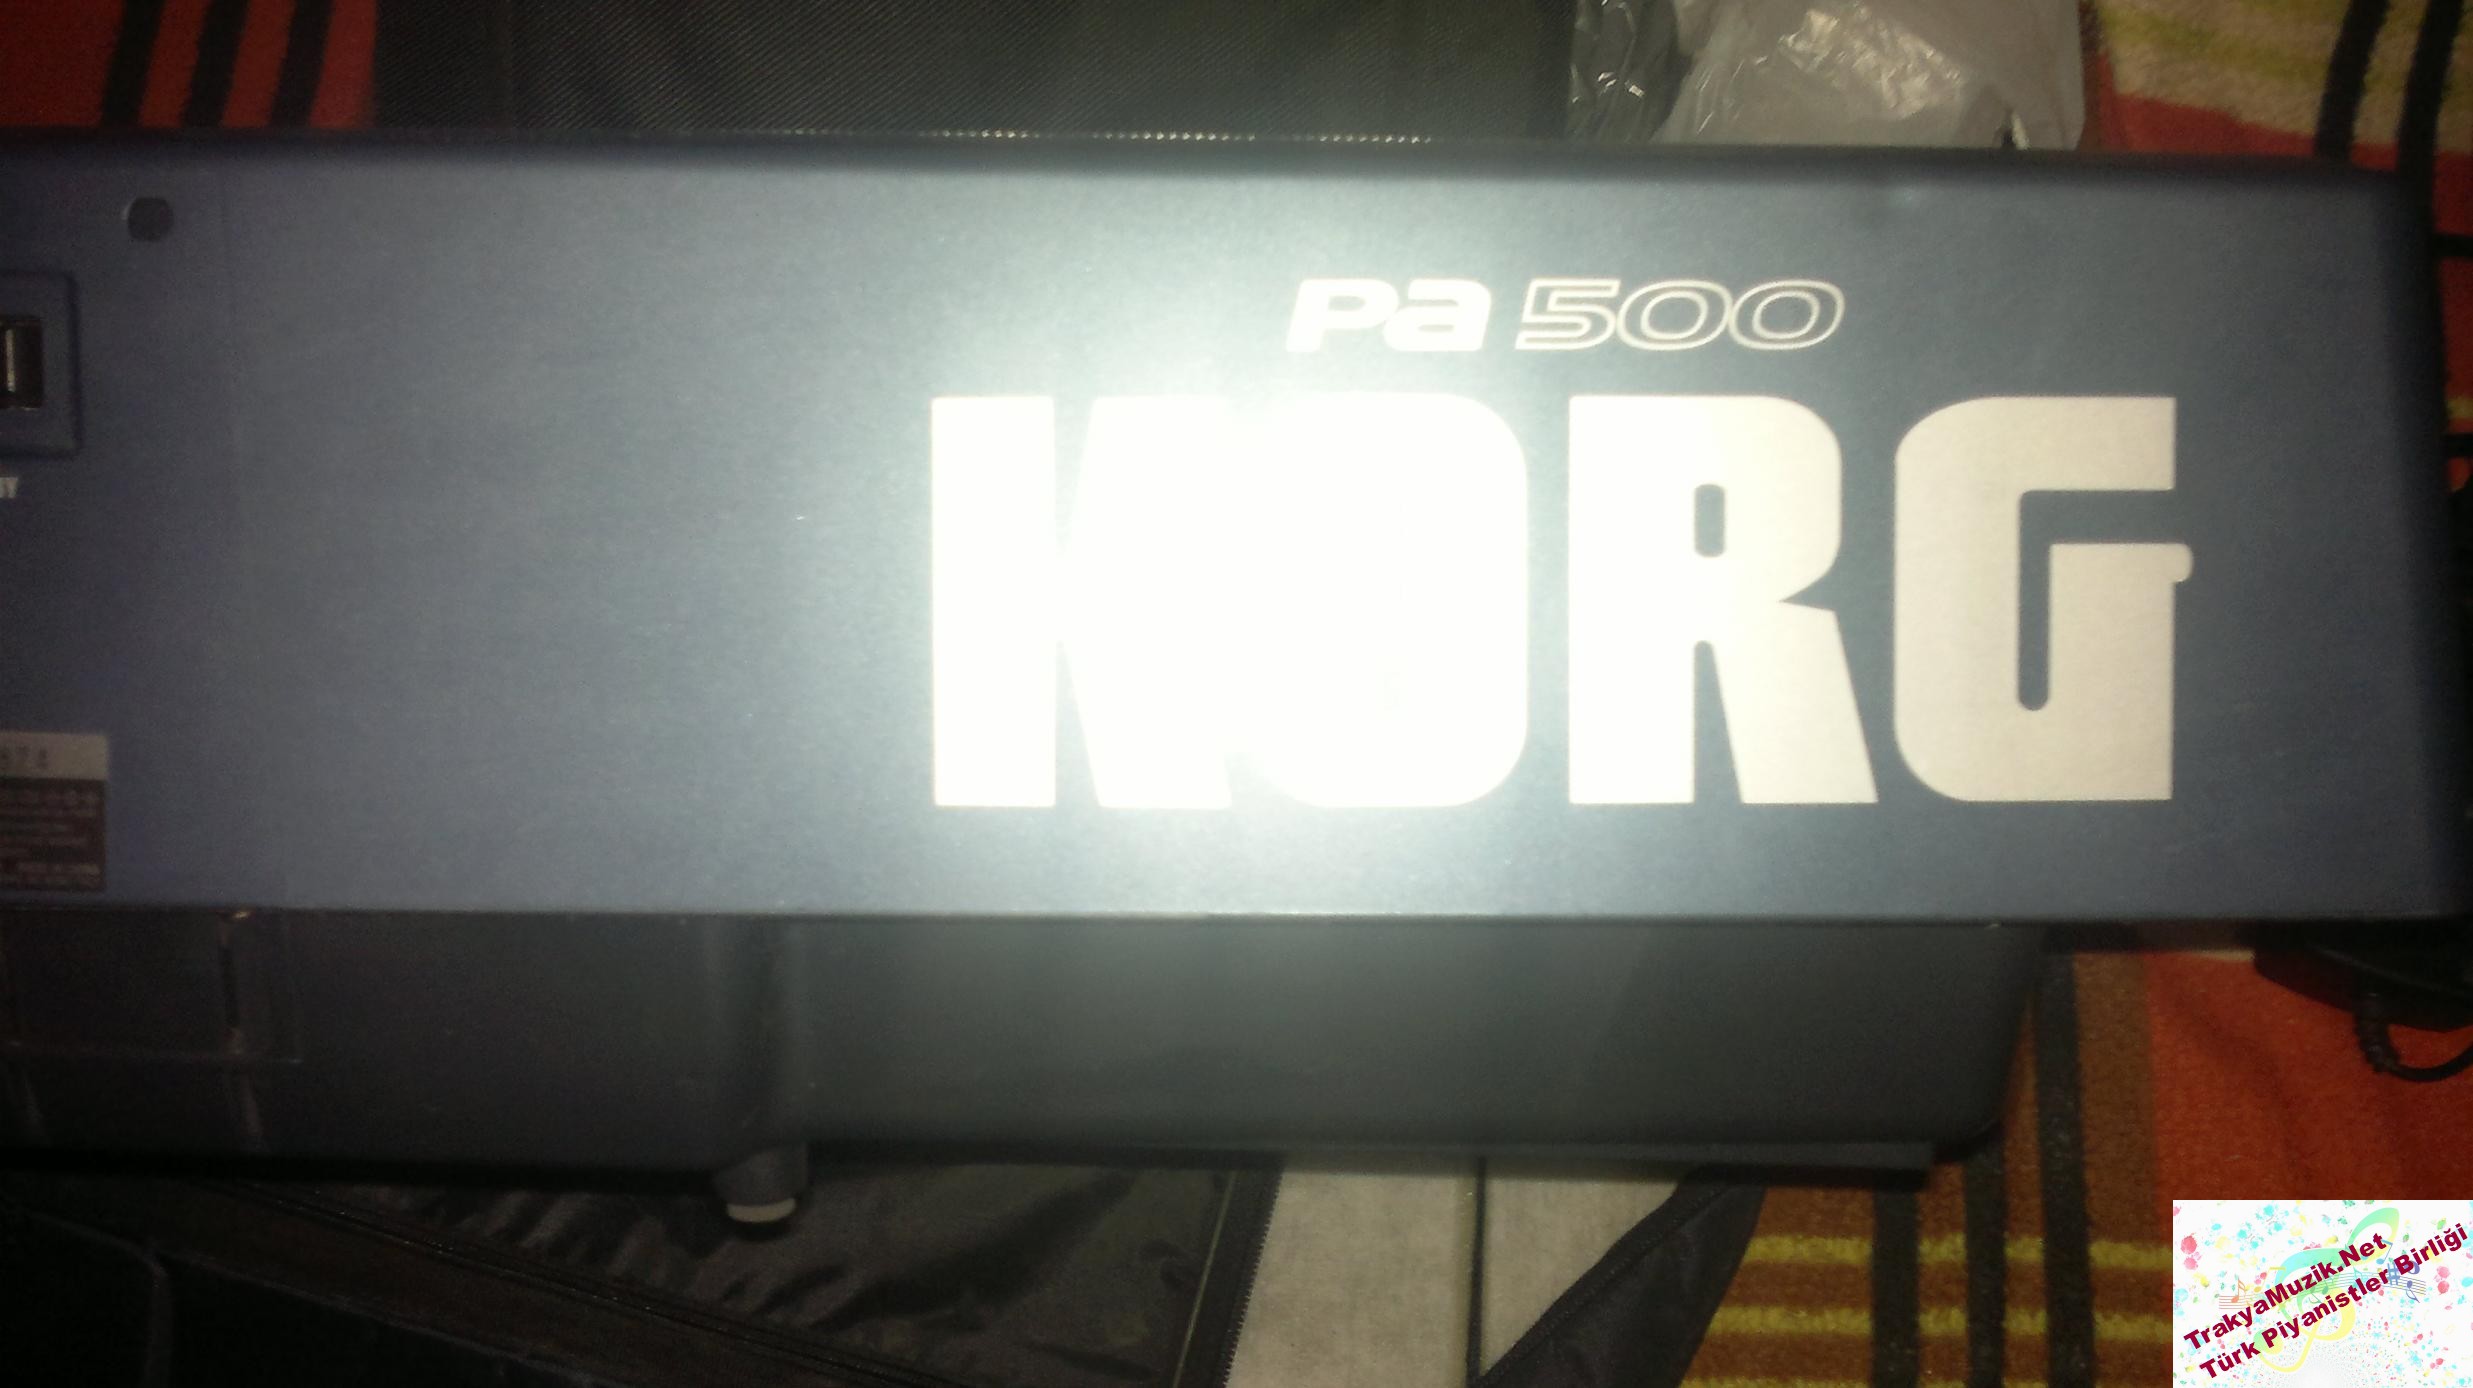 Pa 500
KORG
TrakyaMuzik.Net
Türk Piyanistler Birliği